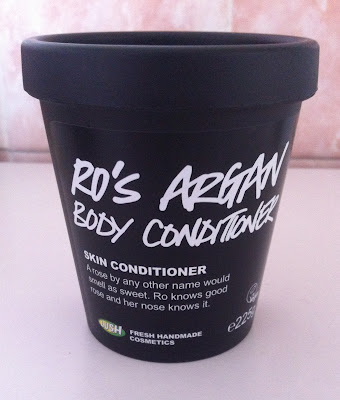 RO'S ARGAN
BODY CONDITIONER
SKIN CONDITIONER
A rose by any other name would
smell as sweet. Ro knows good
rose and her nose knows it.
LUSH
FRESH HANDMADE
COSMETICS
℮225g